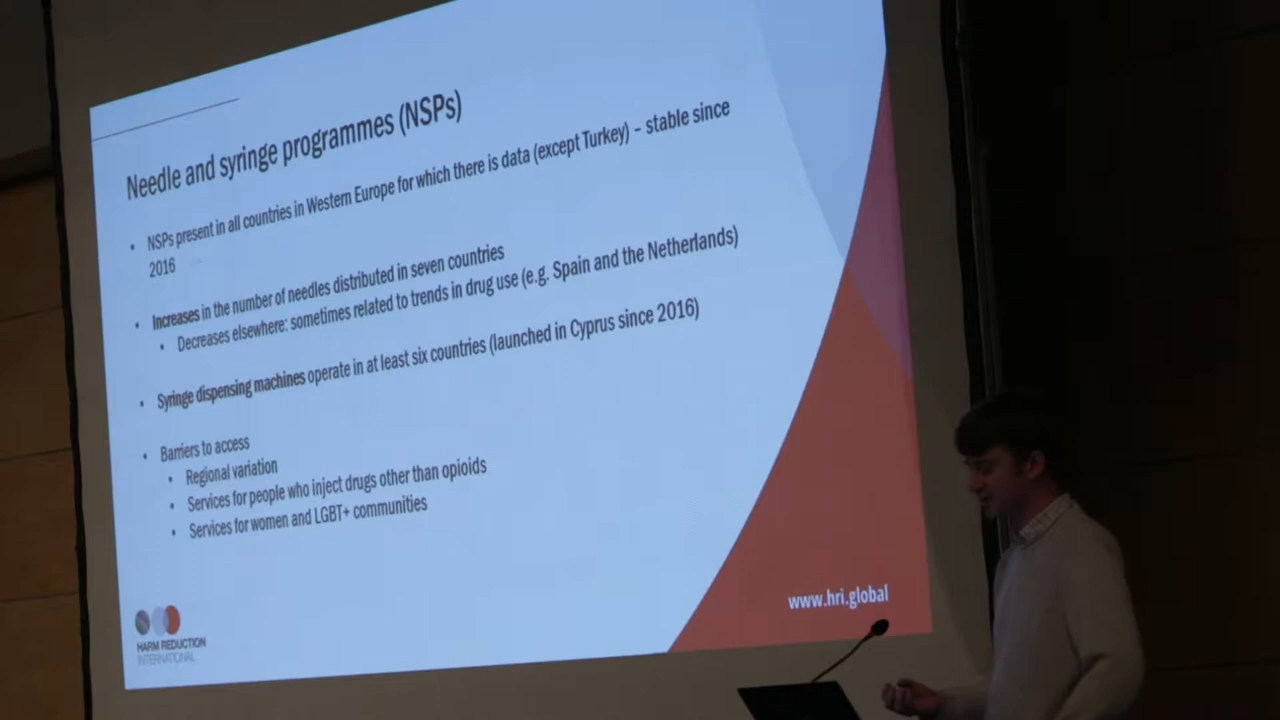 Needle and syringe programmes (NSPs)
NSPs present in all countries in Western Europe for which there is data (except Turkey) – stable since
2016
Increases in the number of needles distributed in seven countries
Decreases elsewhere: sometimes related to trends in drug use (e.g. Spain and the Netherlands)
Syringe dispensing machines operate in at least six countries (launched in Cyprus since 2016)
Barriers to access
Regional variation
Services for people who inject drugs other than opioids
Services for women and LGBT+ communities
HARM REDUCTION
INTERNATIONAL
www.hri.global